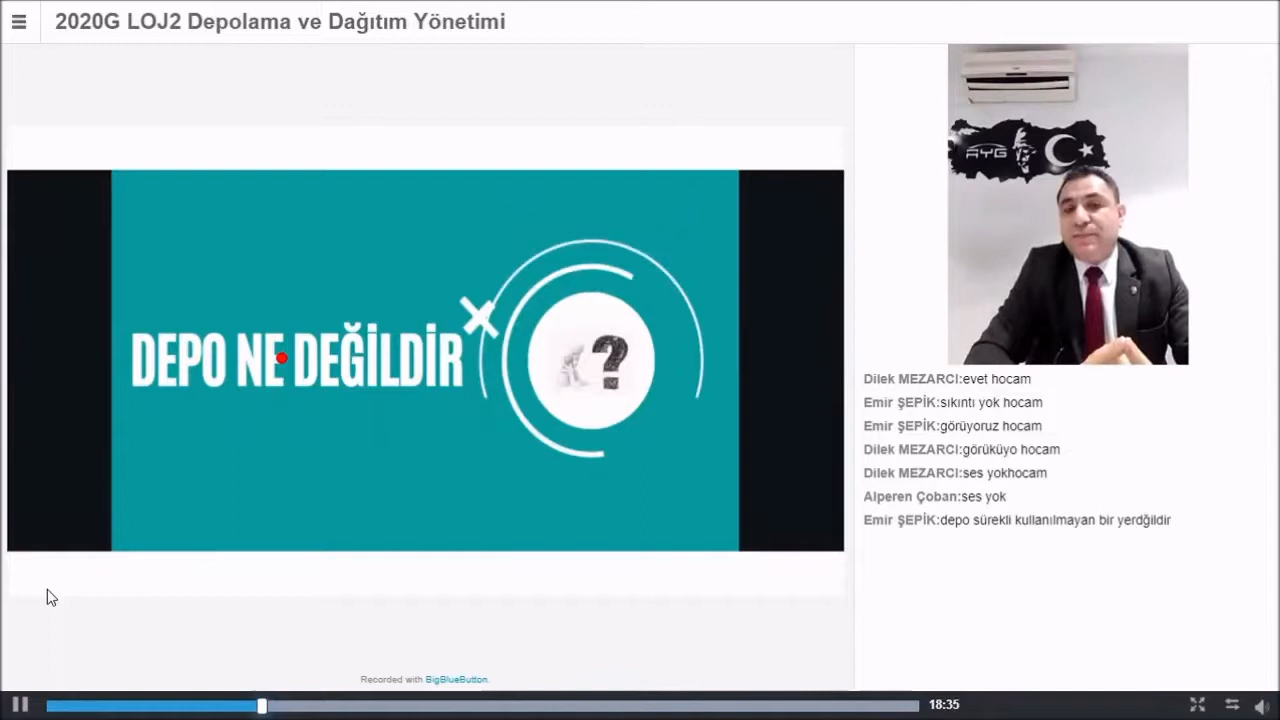 2020G LOJ2 Depolama ve Dağıtım Yönetimi
AYG
DEPO NE DEĞİLDİR
?
Dilek MEZARCI:evet hocam
Emir ŞEPİK:sıkıntı yok hocam
Emir ŞEPİK:görüyoruz hocam
Dilek MEZARCI:görüküyo hocam
Dilek MEZARCI:ses yokhocam
Alperen Çoban:ses yok
Emir ŞEPİK:depo sürekli kullanılmayan bir yerdğildir
Recorded with BigBlueButton.
18:35